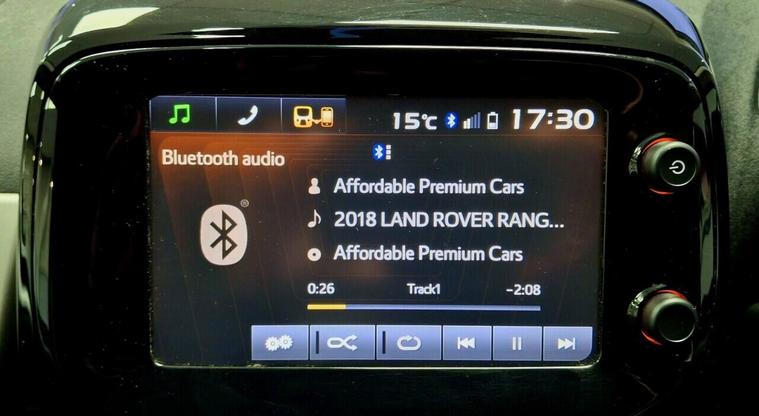 15°C 17:30
Bluetooth audio
®
Affordable Premium Cars
2018 LAND ROVER RANG...
Affordable Premium Cars
0:26 Track1 -2:08